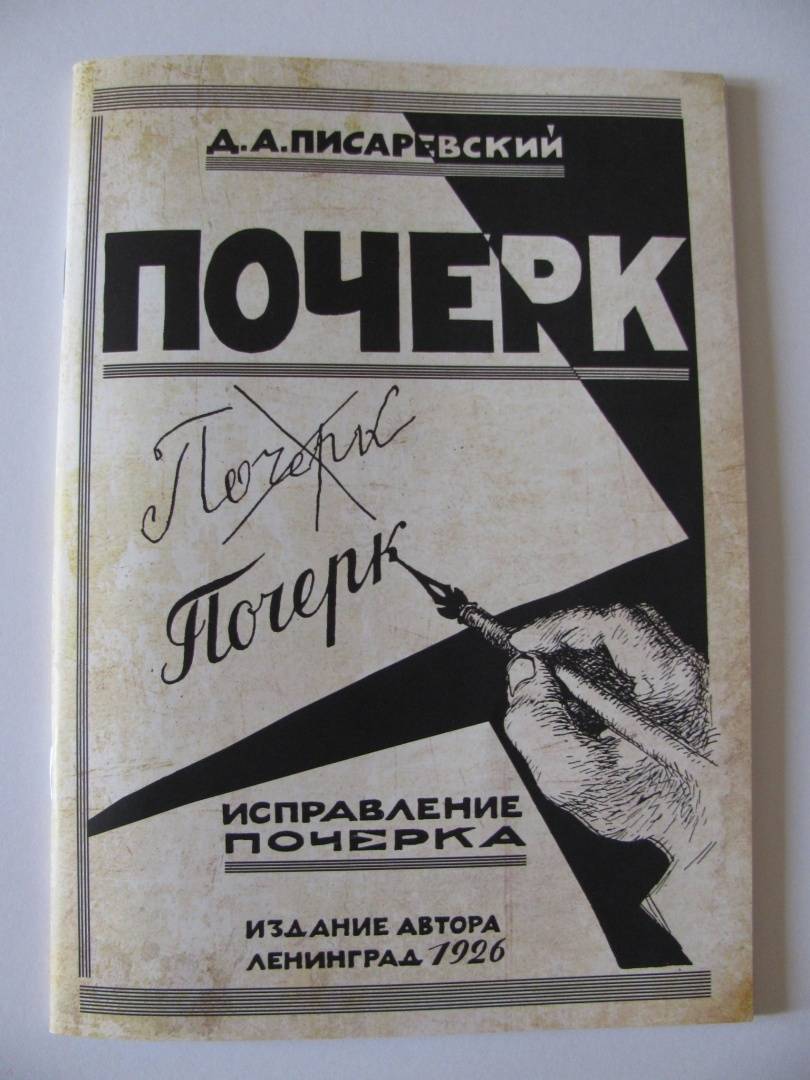 Д.А.ПИСАРЕВСКИЙ
ПОЧЕРК
Почерк
Почерк
ИСПРАВЛЕНИЕ
ПОЧЕРКА
ИЗДАНИЕ АВТОРА
ЛЕНИНГРАД 1926